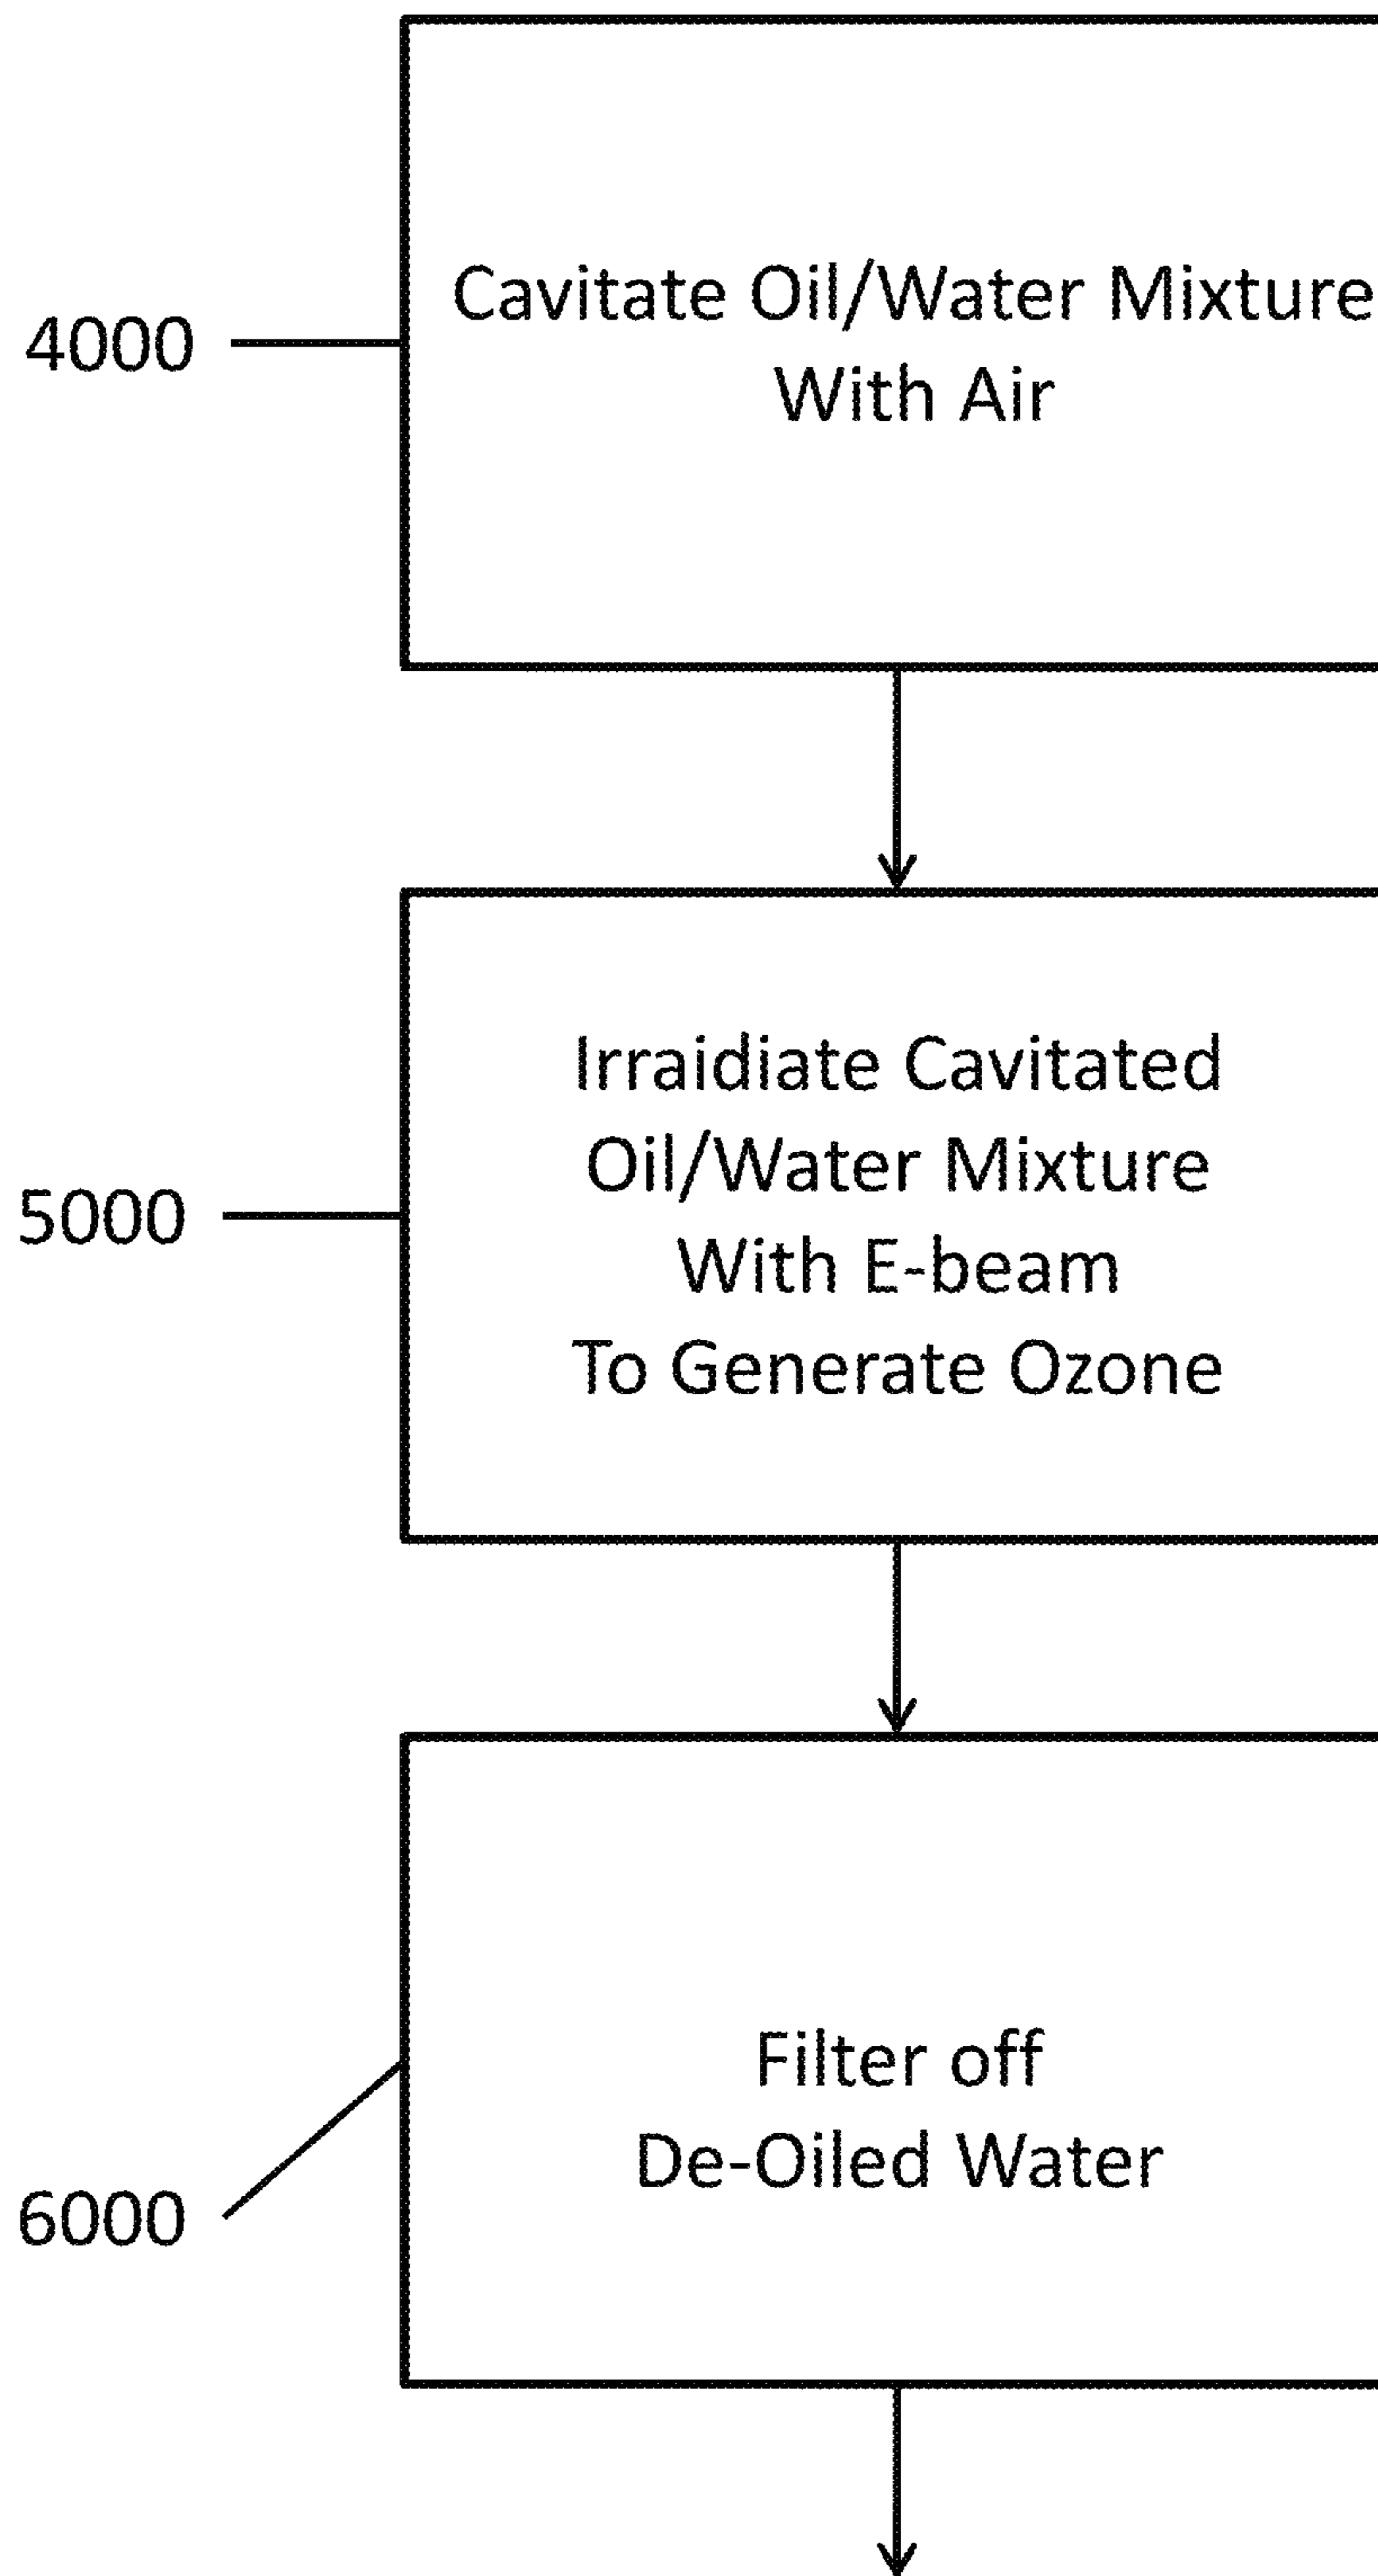 4000
Cavitate Oil/Water Mixture
With Air
5000
Irraidiate Cavitated
Oil/Water Mixture
With E-beam
To Generate Ozone
6000
Filter off
De-Oiled Water